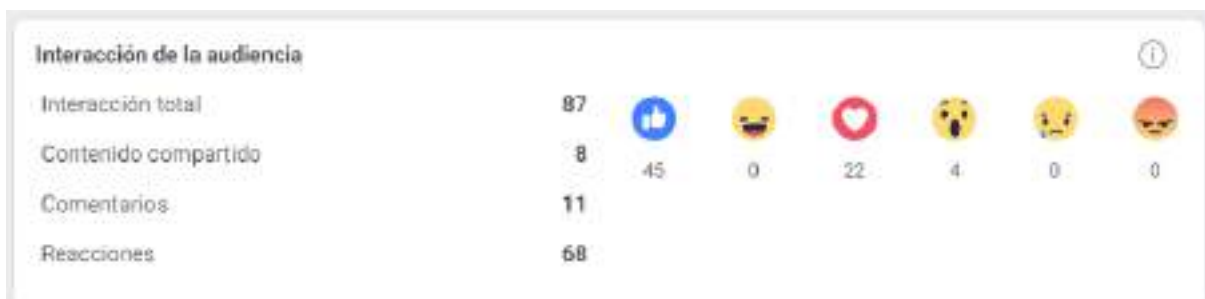 Interacción de la audiencia
Interacción total 87
Contenido compartido 8
45 0 22 4 0 0
Comentarios 11
Reacciones 68